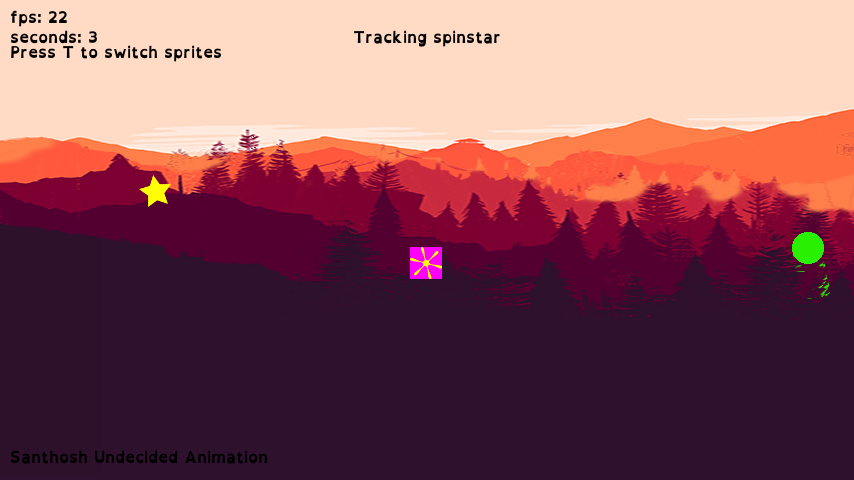 fps: 22
seconds: 3
Tracking spinstar
Press T to switch sprites
Santhosh Undecided Animation